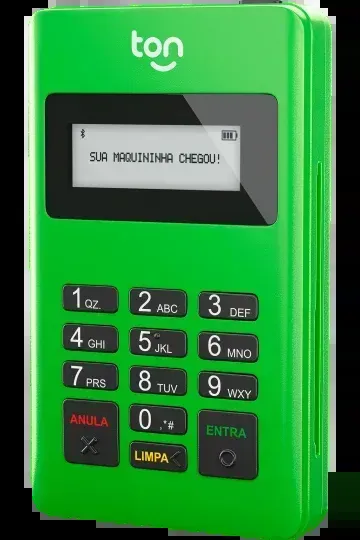 ton
SUA MAQUININHA CHEGOU!
1 QZ.
2 ABC
3 DEF
4 GHI
5 JKL
6 MNO
7 PRS
8 TUV
9 WXY
ANULA
0 ,*#
ENTRA
LIMPA